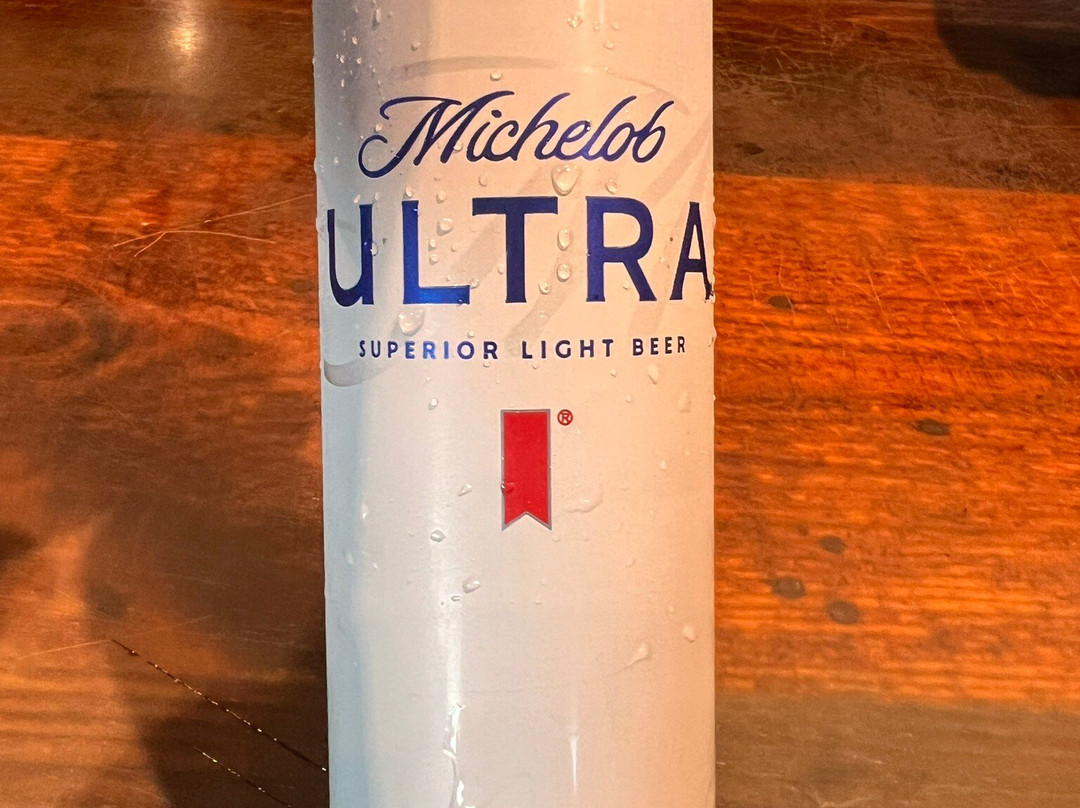 Michelob
ULTRA
SUPERIOR LIGHT BEER
®